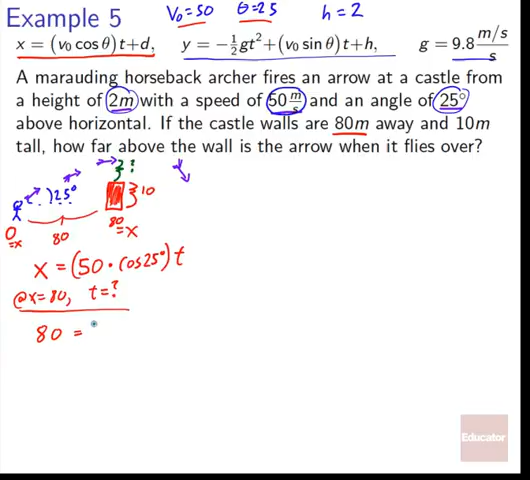 Example 5 V₀=50 θ=25 h=2
x = (v₀ cos θ) t+d, y = −½gt²+(v₀ sin θ) t+h, g = 9.8 m/s/s
A marauding horseback archer fires an arrow at a castle from
a height of 2m with a speed of 50 m/s and an angle of 25°
above horizontal. If the castle walls are 80m away and 10m
tall, how far above the wall is the arrow when it flies over?
?
25° 10
0 =x 80 80 =x
x = (50 · cos25°) t
@x=80, t=?
80 =
Educator